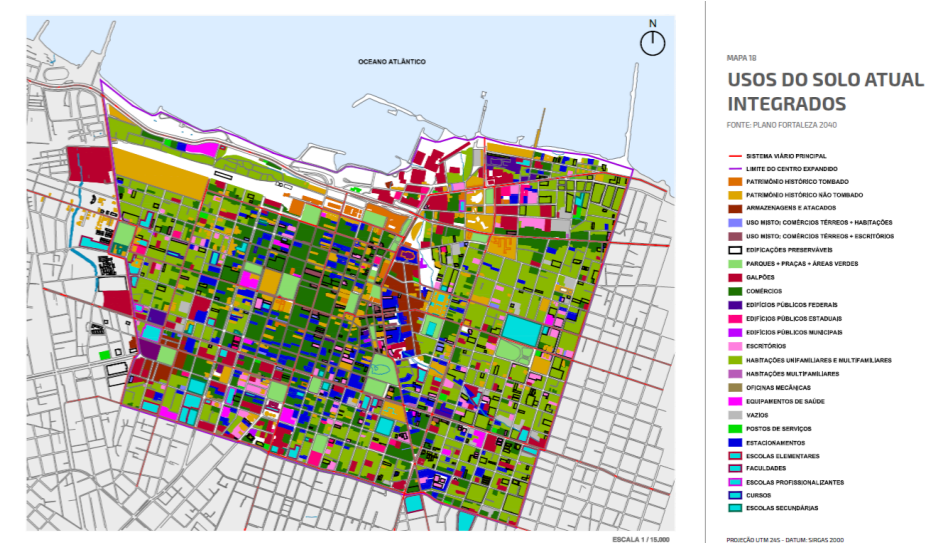 N
OCEANO ATLÂNTICO
ESCALA 1 / 15.000
MAPA 18
USOS DO SOLO ATUAL
INTEGRADOS
FONTE: PLANO FORTALEZA 2040
SISTEMA VIÁRIO PRINCIPAL
LIMITE DO CENTRO EXPANDIDO
PATRIMÔNIO HISTÓRICO TOMBADO
PATRIMÔNIO HISTÓRICO NÃO TOMBADO
ARMAZENAGENS E ATACADOS
USO MISTO: COMÉRCIOS TÉRREOS + HABITAÇÕES
USO MISTO: COMÉRCIOS TÉRREOS + ESCRITÓRIOS
EDIFICAÇÕES PRESERVÁVEIS
PARQUES + PRAÇAS + ÁREAS VERDES
GALPÕES
COMÉRCIOS
EDIFÍCIOS PÚBLICOS FEDERAIS
EDIFÍCIOS PÚBLICOS ESTADUAIS
EDIFÍCIOS PÚBLICOS MUNICIPAIS
ESCRITÓRIOS
HABITAÇÕES UNIFAMILIARES E MULTIFAMILIARES
HABITAÇÕES MULTIFAMILIARES
OFICINAS MECÂNICAS
EQUIPAMENTOS DE SAÚDE
VAZIOS
POSTOS DE SERVIÇOS
ESTACIONAMENTOS
ESCOLAS ELEMENTARES
FACULDADES
ESCOLAS PROFISSIONALIZANTES
CURSOS
ESCOLAS SECUNDÁRIAS
PROJEÇÃO UTM 24S - DATUM: SIRGAS 2000